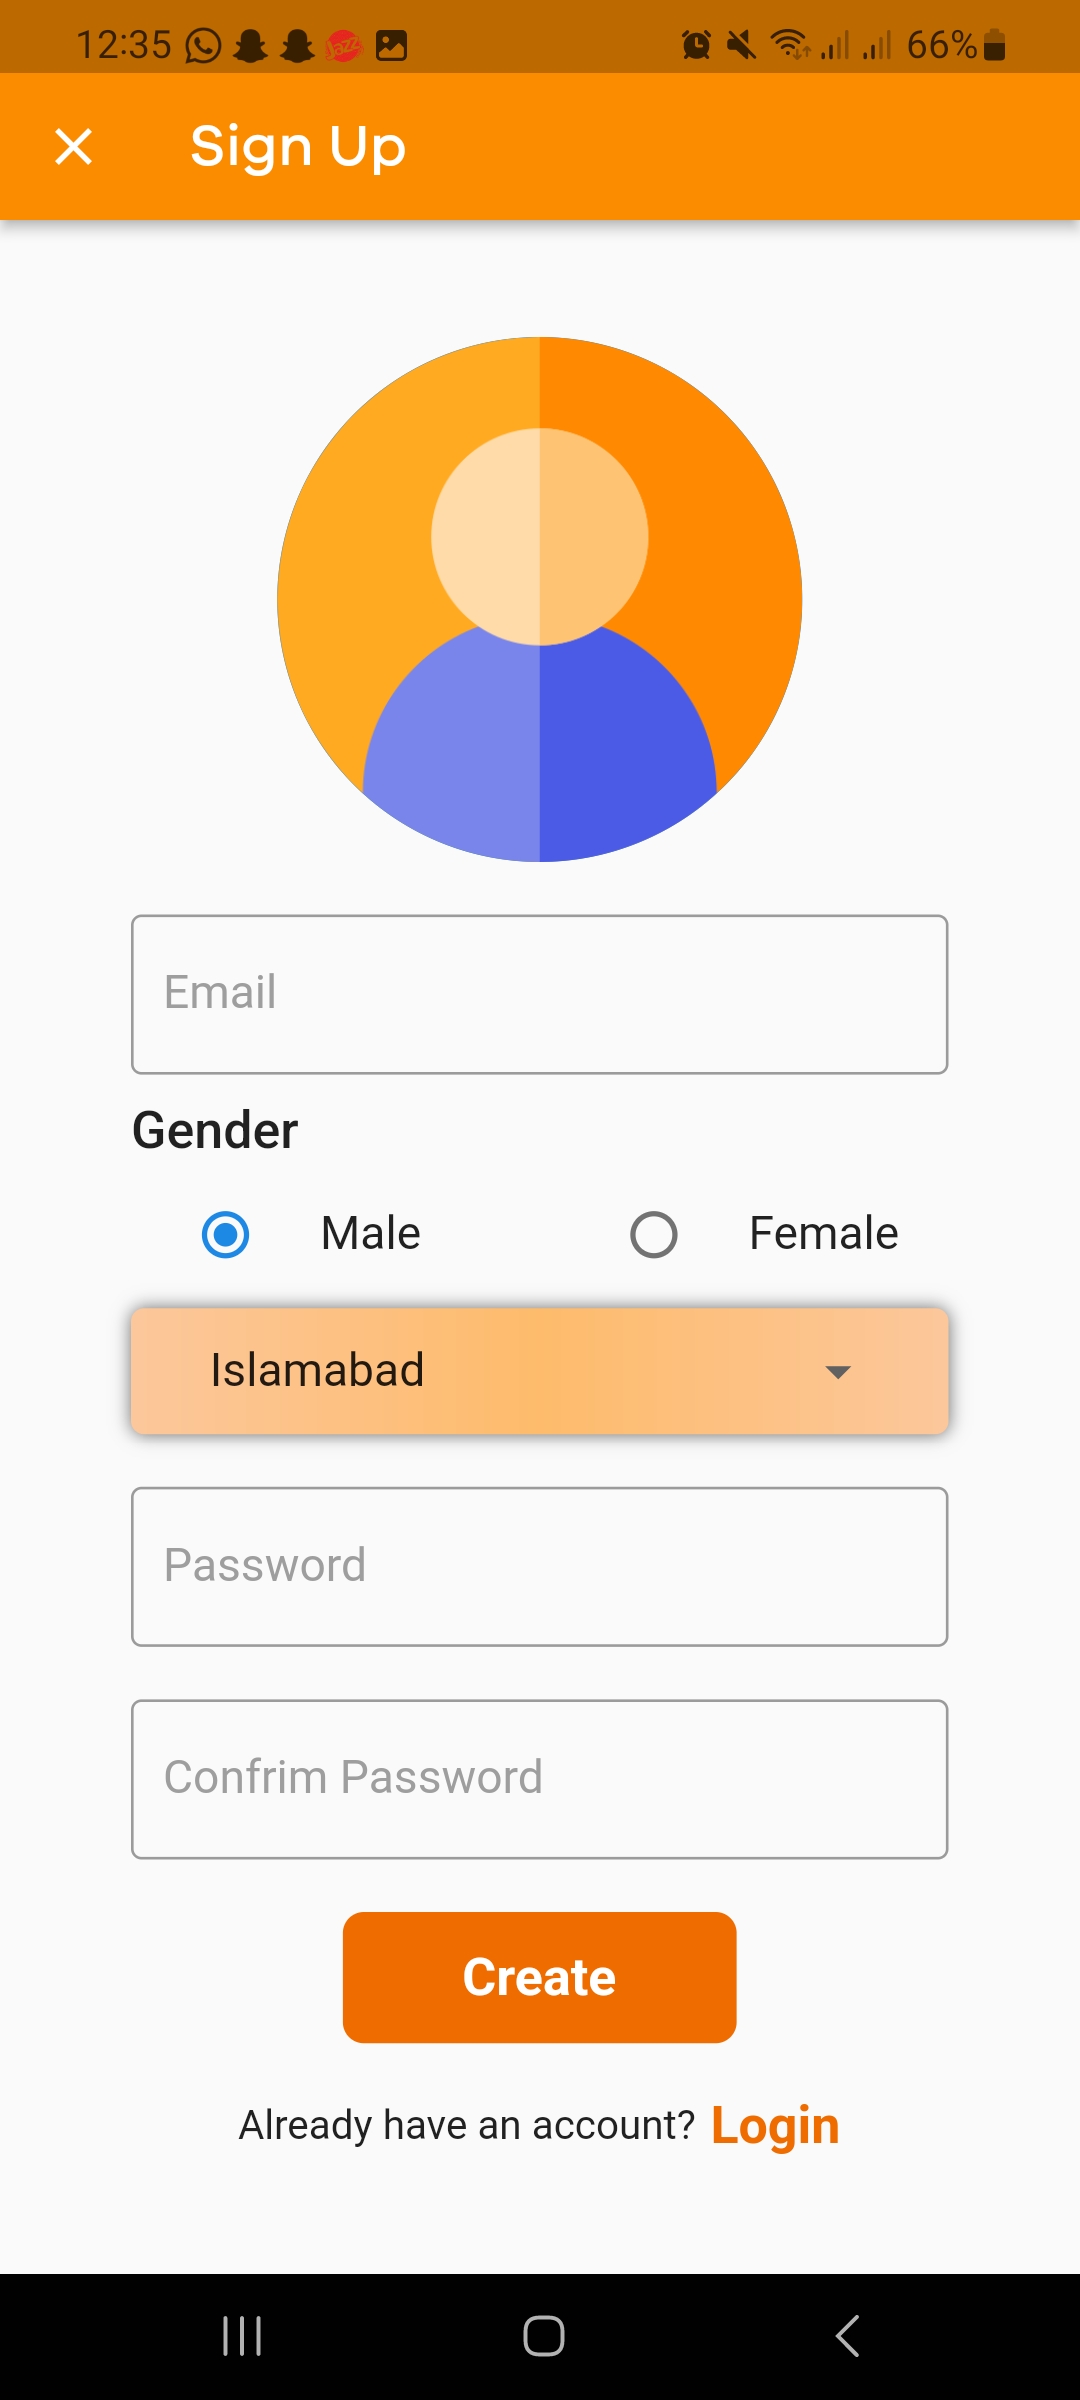 12:35 Jazz 66%
Sign Up
Email
Gender
Male Female
Islamabad
Password
Confrim Password
Create
Already have an account? Login